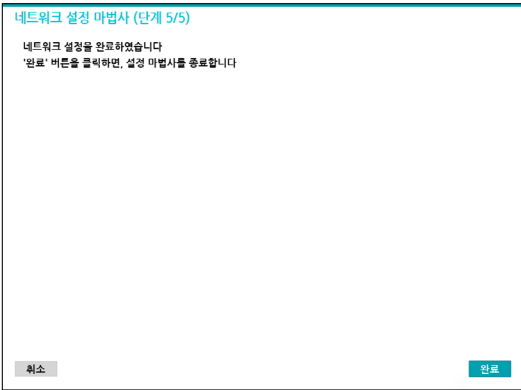 네트워크 설정 마법사 (단계 5/5)
네트워크 설정을 완료하였습니다
'완료' 버튼을 클릭하면, 설정 마법사를 종료합니다
취소
완료